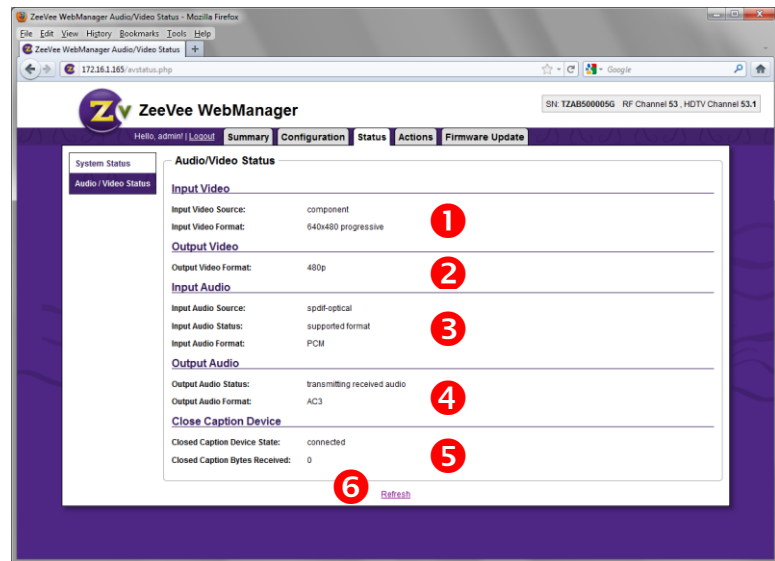 ZeeVee WebManager Audio/Video Status - Mozilla Firefox
File Edit View History Bookmarks Tools Help
ZeeVee WebManager Audio/Video Status +
172.16.1.165/avstatus.php
Google
Zv ZeeVee WebManager
SN: TZAB500005G RF Channel 53 , HDTV Channel 53.1
Hello, admin! | Logout Summary Configuration Status Actions Firmware Update
System Status
Audio / Video Status
Audio/Video Status
Input Video
Input Video Source: component
Input Video Format: 640x480 progressive
1
Output Video
Output Video Format: 480p
2
Input Audio
Input Audio Source: spdif-optical
Input Audio Status: supported format
Input Audio Format: PCM
3
Output Audio
Output Audio Status: transmitting received audio
Output Audio Format: AC3
4
Close Caption Device
Closed Caption Device State: connected
Closed Caption Bytes Received: 0
5
6 Refresh